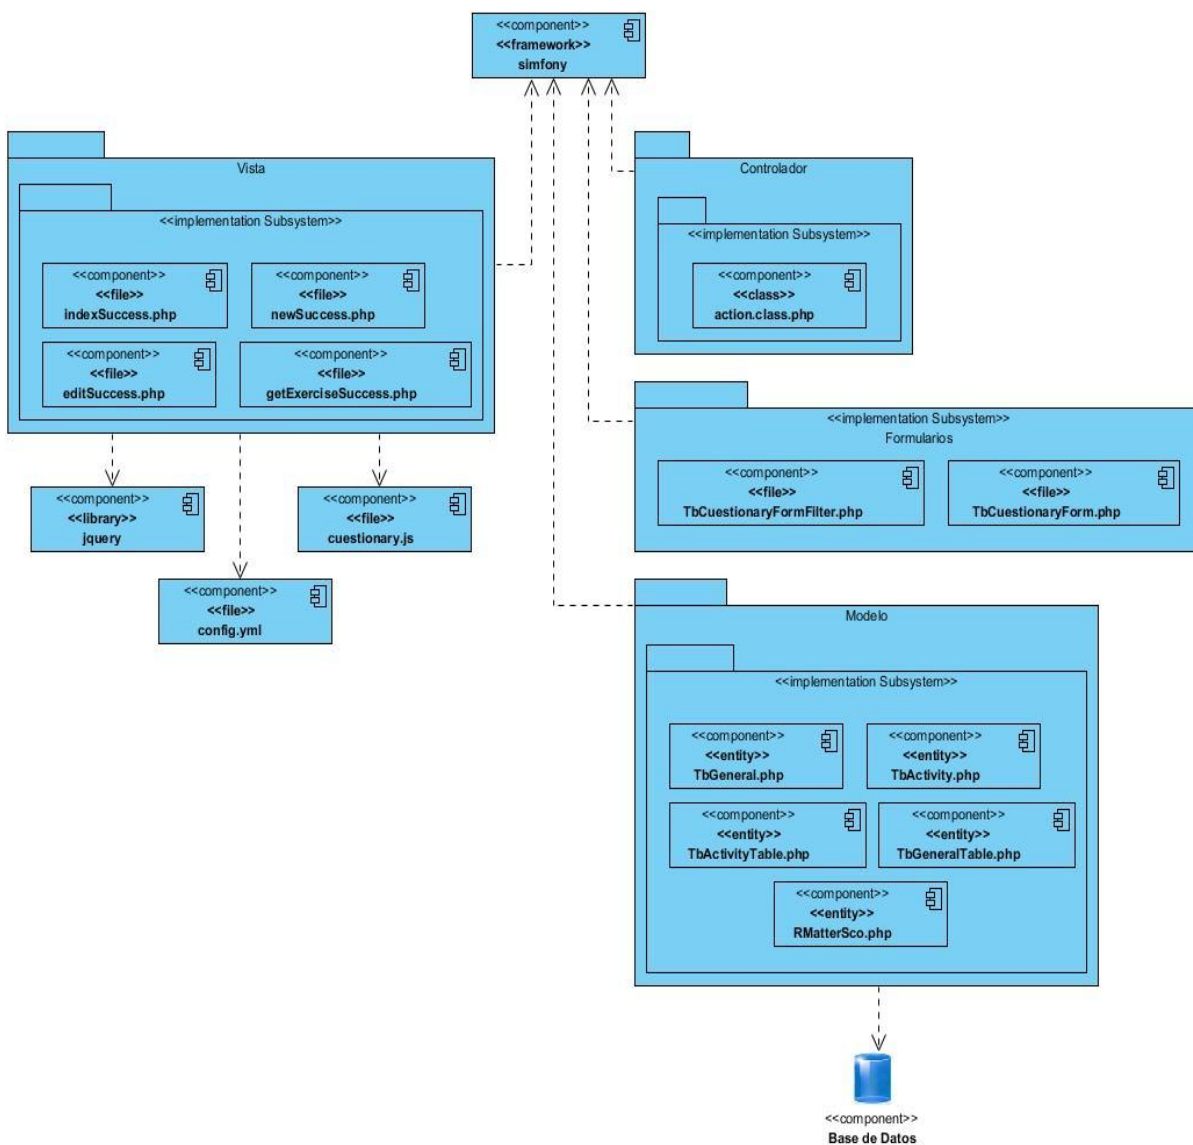 <<component>>
<<framework>>
simfony
Vista
<<implementation Subsystem>>
<<component>>
<<file>>
indexSuccess.php
<<component>>
<<file>>
newSuccess.php
<<component>>
<<file>>
editSuccess.php
<<component>>
<<file>>
getExerciseSuccess.php
<<component>>
<<library>>
jquery
<<component>>
<<file>>
cuestionary.js
<<component>>
<<file>>
config.yml
Controlador
<<implementation Subsystem>>
<<component>>
<<class>>
action.class.php
<<implementation Subsystem>>
Formularios
<<component>>
<<file>>
TbCuestionaryFormFilter.php
<<component>>
<<file>>
TbCuestionaryForm.php
Modelo
<<implementation Subsystem>>
<<component>>
<<entity>>
TbGeneral.php
<<component>>
<<entity>>
TbActivity.php
<<component>>
<<entity>>
TbActivityTable.php
<<component>>
<<entity>>
TbGeneralTable.php
<<component>>
<<entity>>
RMatterSco.php
<<component>>
Base de Datos